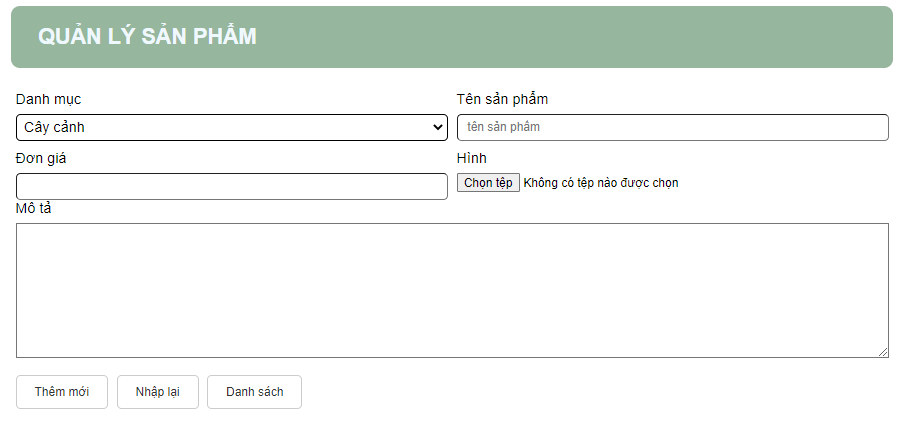 QUẢN LÝ SẢN PHẨM
Danh mục
Tên sản phẩm
Cây cảnh
tên sản phẩm
Đơn giá
Hình
Chọn tệp Không có tệp nào được chọn
Mô tả
Thêm mới Nhập lại Danh sách